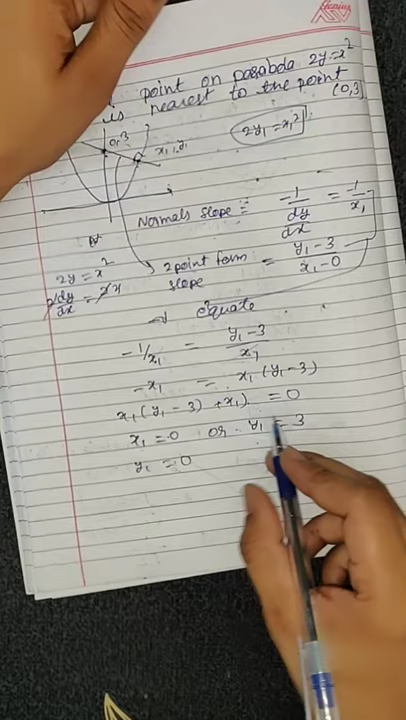 Genius
point on parabola 2y = x²
is nearest to the point
(0,3)
0,3
x₁, y₁
2y₁ = x₁²
Normals slope = -1/(dy/dx) = -1/x₁
2y = x²
2dy/dx = 2x
2 point form slope = (y₁ - 3)/(x₁ - 0)
→ equate
-1/x₁ = (y₁ - 3)/x₁
-x₁ = x₁(y₁ - 3)
x₁(y₁ - 3) + x₁) = 0
x₁ = 0 or y₁ = 3
y₁ = 0